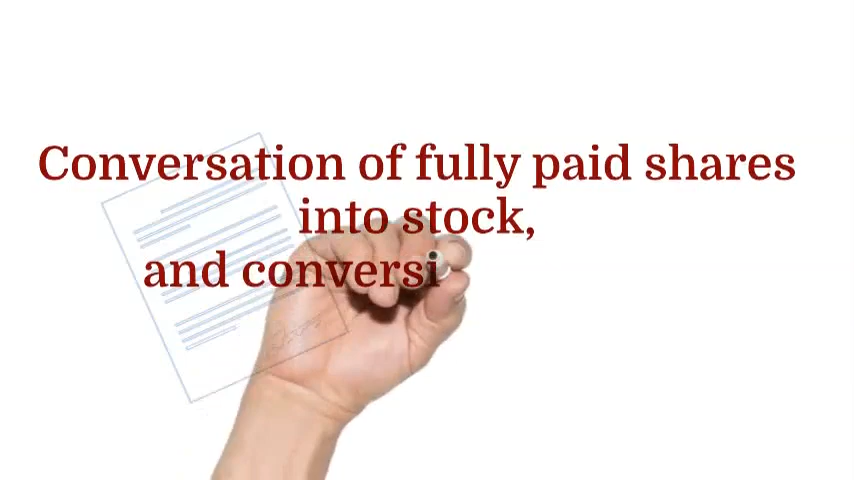 Conversation of fully paid shares
into stock,
and conversi